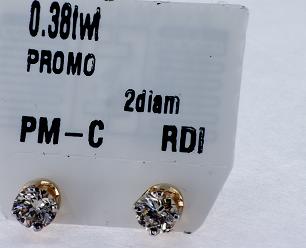 0.38twt
PROMO
2diam
PM-C RDI